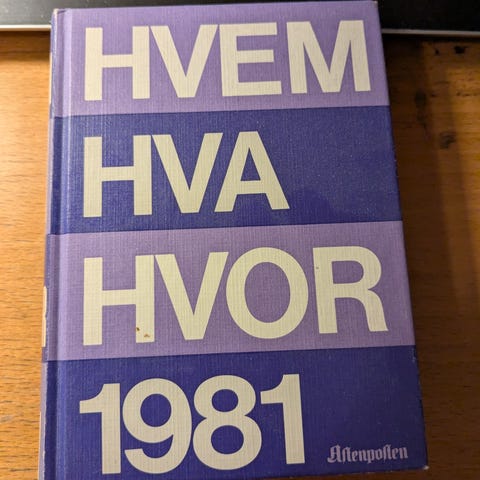 HVEM
HVA
HVOR
1981
Aftenposten